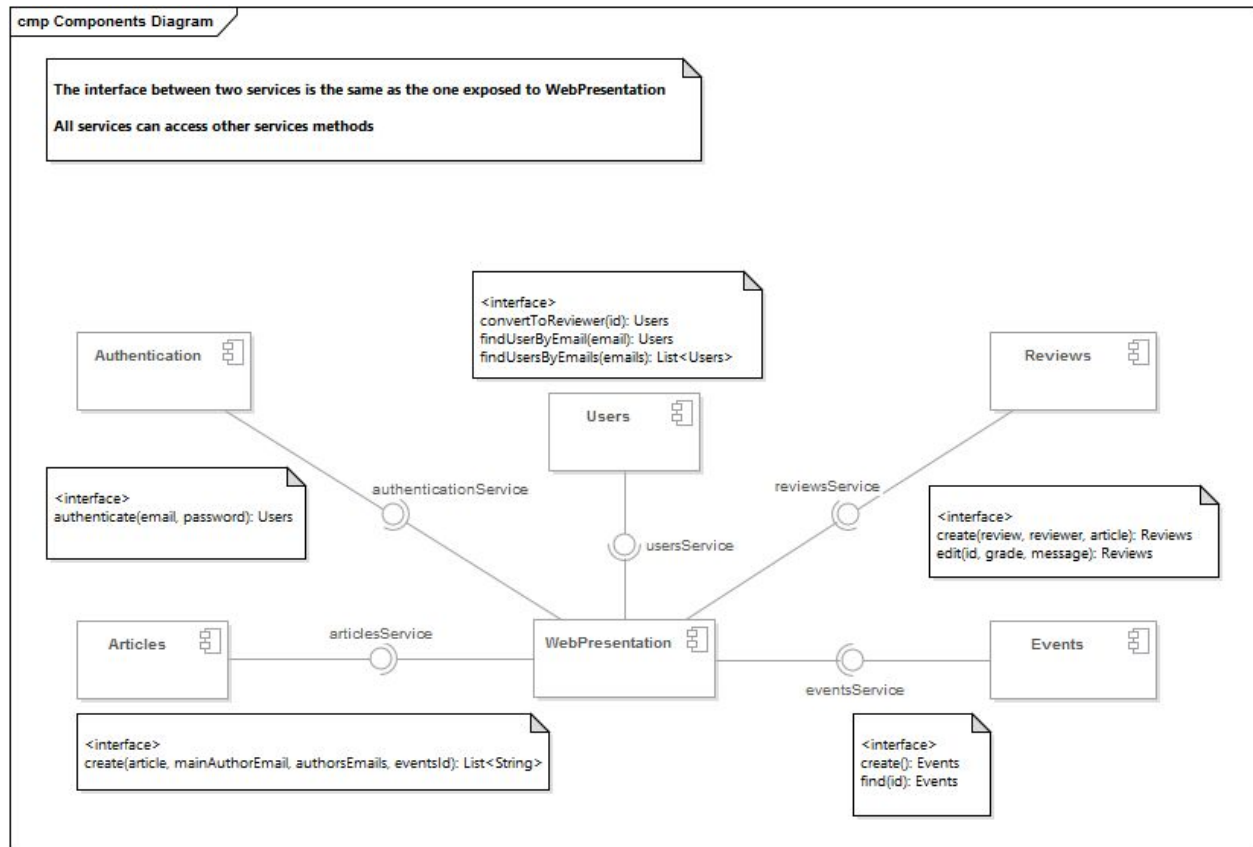 cmp Components Diagram
The interface between two services is the same as the one exposed to WebPresentation
All services can access other services methods
<interface>
convertToReviewer(id): Users
findUserByEmail(email): Users
findUsersByEmails(emails): List<Users>
Authentication
Users
Reviews
<interface>
authenticate(email, password): Users
authenticationService
usersService
reviewsService
<interface>
create(review, reviewer, article): Reviews
edit(id, grade, message): Reviews
Articles
articlesService
WebPresentation
eventsService
Events
<interface>
create(article, mainAuthorEmail, authorsEmails, eventsId): List<String>
<interface>
create(): Events
find(id): Events